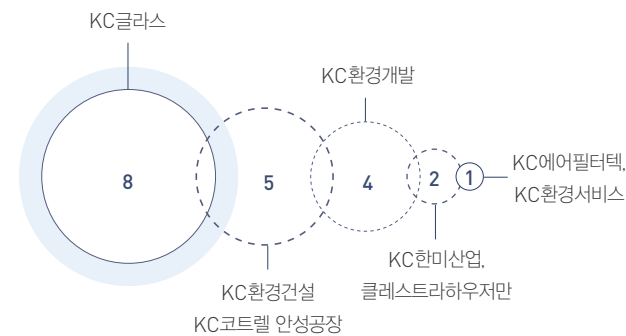 KC글라스
KC환경개발
8
5
4
2
1
KC에어필터텍,
KC환경서비스
KC한미산업,
클레스트라하우저만
KC환경건설
KC코트렐 안성공장